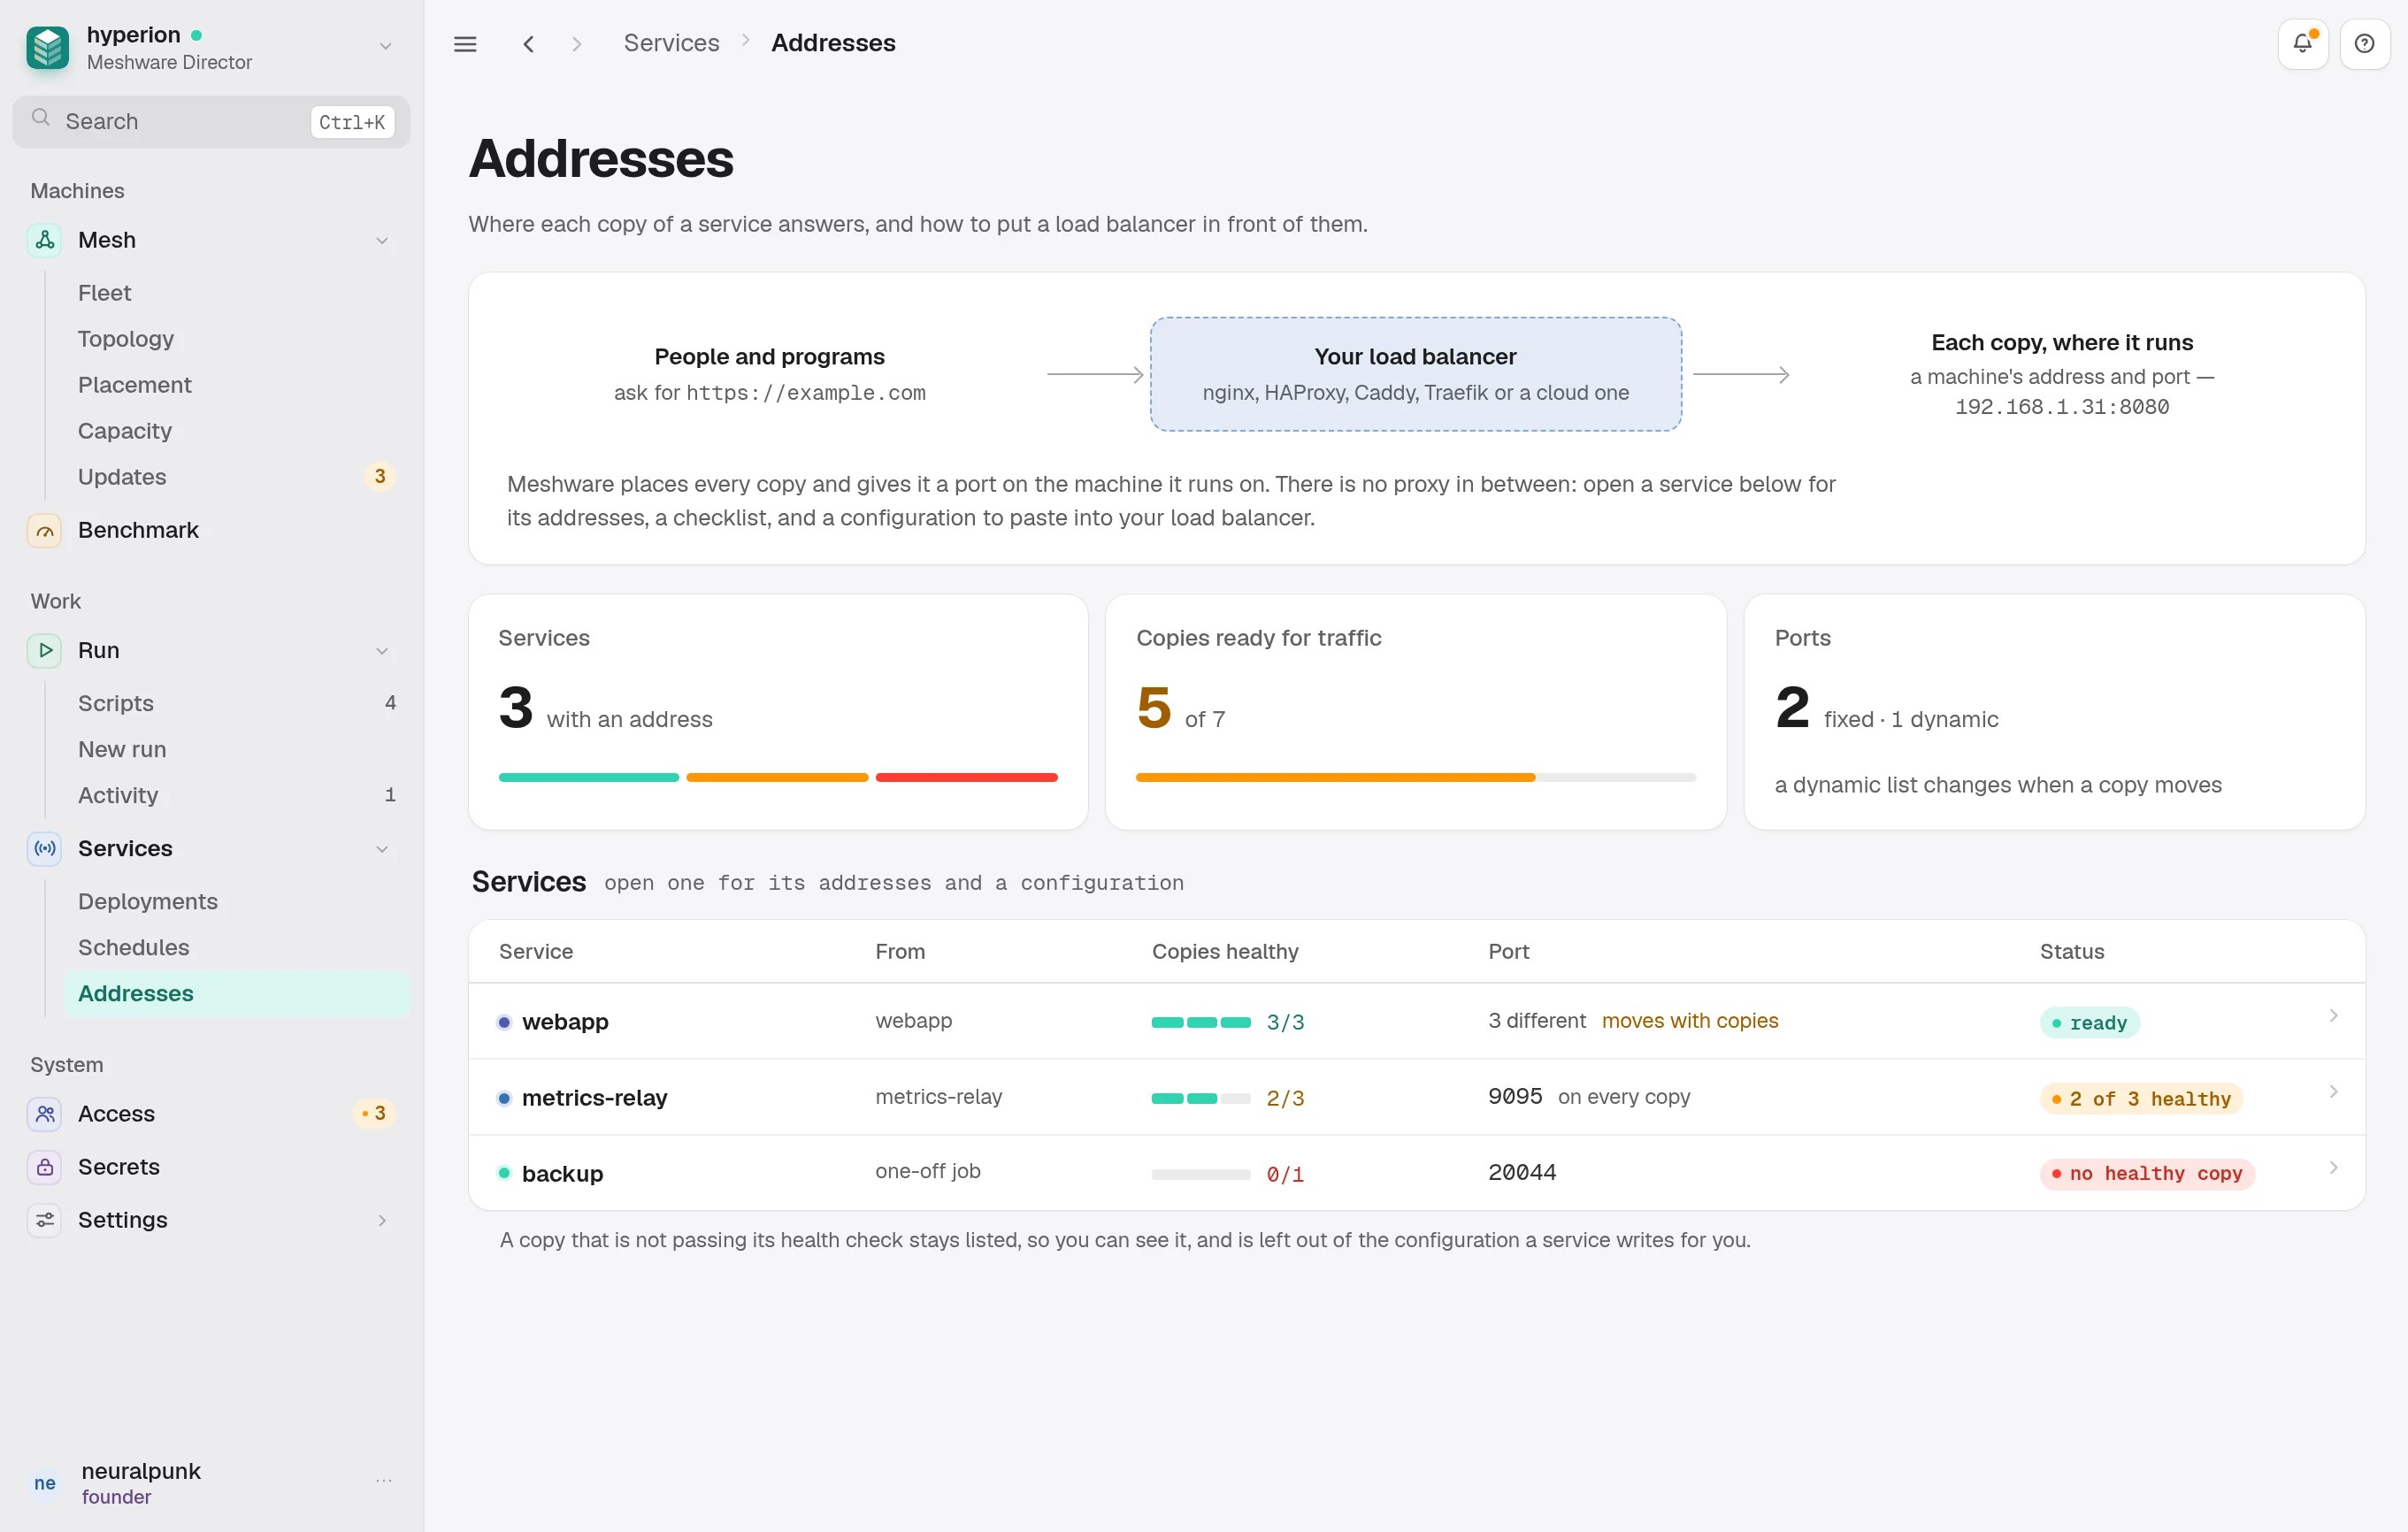 hyperion
Meshware Director
Search
Ctrl+K
Machines
Mesh
Fleet
Topology
Placement
Capacity
Updates 3
Benchmark
Work
Run
Scripts 4
New run
Activity 1
Services
Deployments
Schedules
Addresses
System
Access 3
Secrets
Settings
ne
neuralpunk
founder
Services Addresses
Addresses
Where each copy of a service answers, and how to put a load balancer in front of them.
People and programs
ask for https://example.com
Your load balancer
nginx, HAProxy, Caddy, Traefik or a cloud one
Each copy, where it runs
a machine's address and port —
192.168.1.31:8080
Meshware places every copy and gives it a port on the machine it runs on. There is no proxy in between: open a service below for
its addresses, a checklist, and a configuration to paste into your load balancer.
Services
3 with an address
Copies ready for traffic
5 of 7
Ports
2 fixed · 1 dynamic
a dynamic list changes when a copy moves
Services open one for its addresses and a configuration
Service From Copies healthy Port Status
webapp webapp 3/3 3 different moves with copies ready
metrics-relay metrics-relay 2/3 9095 on every copy 2 of 3 healthy
backup one-off job 0/1 20044 no healthy copy
A copy that is not passing its health check stays listed, so you can see it, and is left out of the configuration a service writes for you.